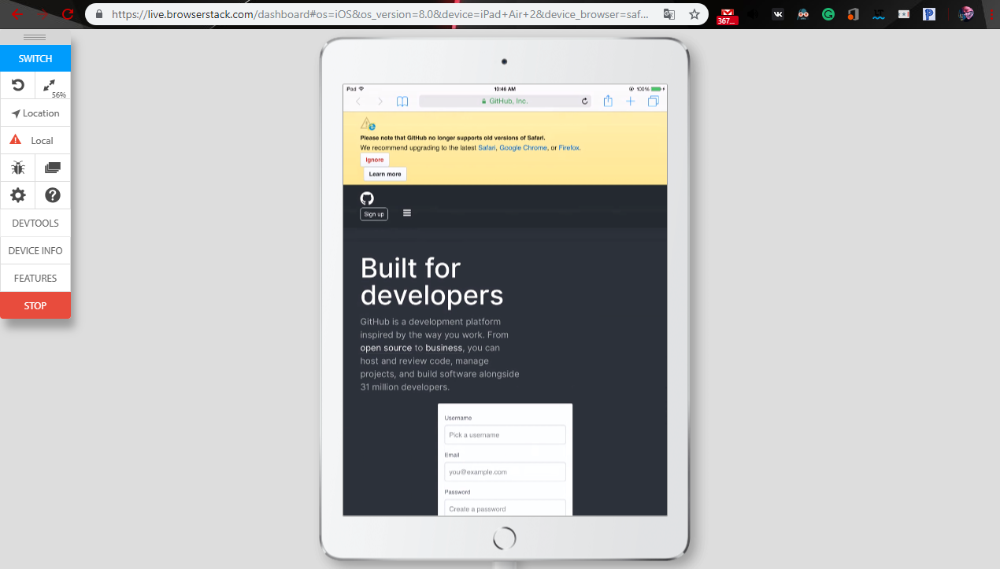 https://live.browserstack.com/dashboard#os=iOS&os_version=8.0&device=iPad+Air+2&device_browser=saf...
367...
SWITCH
56%
Location
Local
DEVTOOLS
DEVICE INFO
FEATURES
STOP
iPad 10:46 AM 100%
GitHub, Inc.
Please note that GitHub no longer supports old versions of Safari.
We recommend upgrading to the latest Safari, Google Chrome, or Firefox.
Ignore
Learn more
Sign up
Built for
developers
GitHub is a development platform
inspired by the way you work. From
open source to business, you can
host and review code, manage
projects, and build software alongside
31 million developers.
Username
Pick a username
Email
you@example.com
Password
Create a password